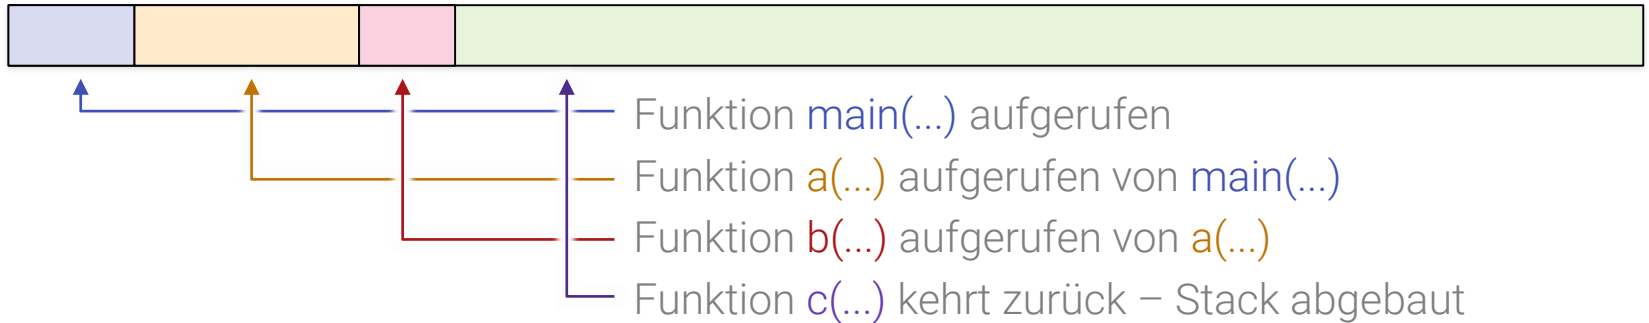 Funktion main(...) aufgerufen
Funktion a(...) aufgerufen von main(...)
Funktion b(...) aufgerufen von a(...)
Funktion c(...) kehrt zurück – Stack abgebaut